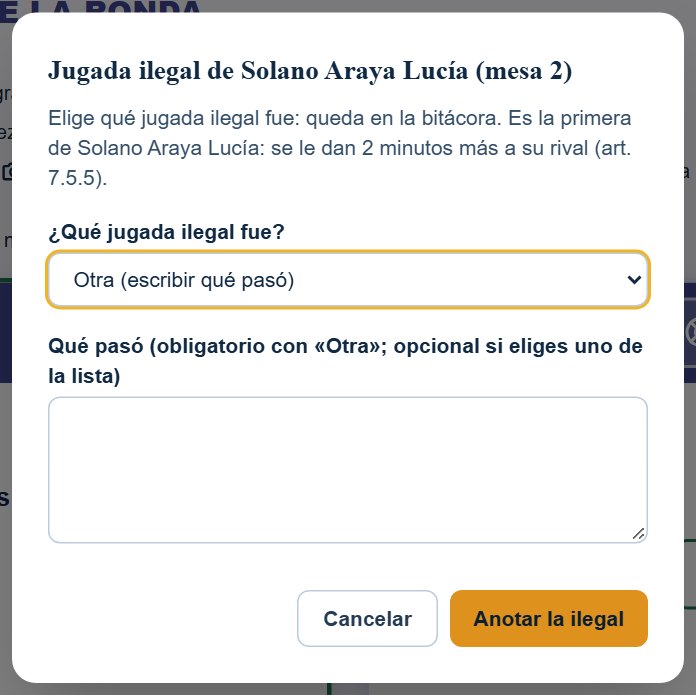 E LA RONDA
Jugada ilegal de Solano Araya Lucía (mesa 2)
Elige qué jugada ilegal fue: queda en la bitácora. Es la primera
de Solano Araya Lucía: se le dan 2 minutos más a su rival (art.
7.5.5).
¿Qué jugada ilegal fue?
Otra (escribir qué pasó)
Qué pasó (obligatorio con «Otra»; opcional si eliges uno de
la lista)
Cancelar
Anotar la ilegal